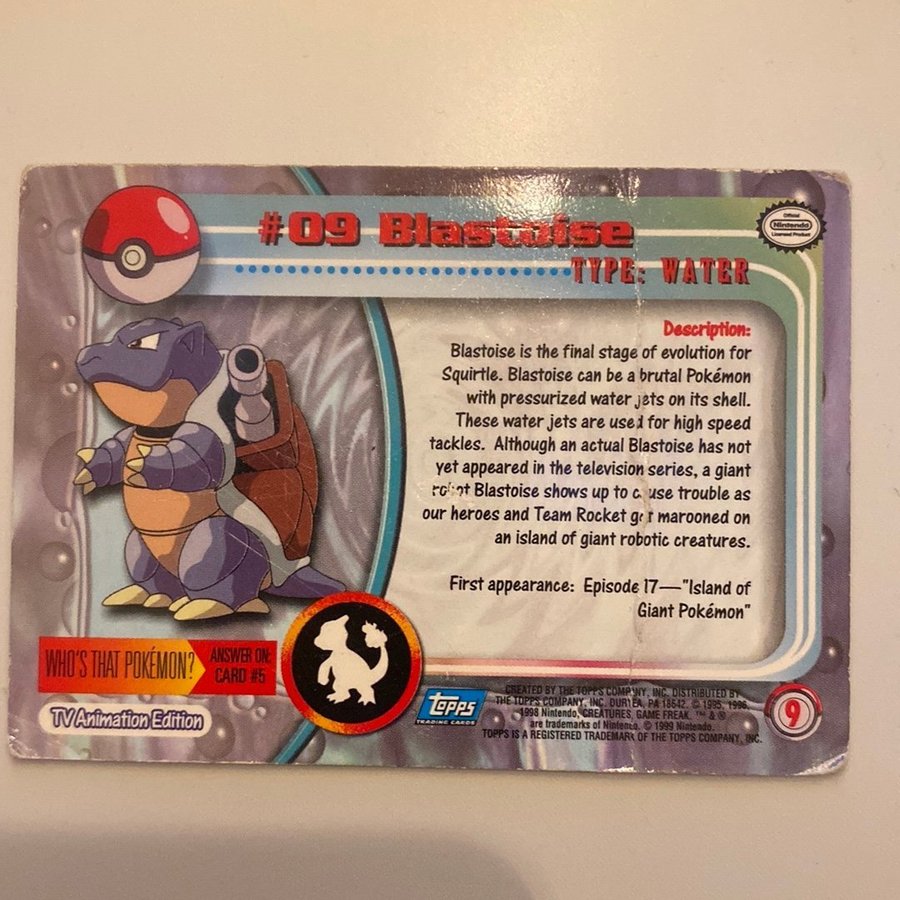 #09 Blastoise
Official
Nintendo
Licensed Product
TYPE: WATER
Description:
Blastoise is the final stage of evolution for
Squirtle. Blastoise can be a brutal Pokémon
with pressurized water jets on its shell.
These water jets are used for high speed
tackles. Although an actual Blastoise has not
yet appeared in the television series, a giant
robot Blastoise shows up to cause trouble as
our heroes and Team Rocket get marooned on
an island of giant robotic creatures.
First appearance: Episode 17—"Island of
Giant Pokémon"
WHO'S THAT POKÉMON?
ANSWER ON:
CARD #5
TV Animation Edition
Topps
TRADING CARDS
CREATED BY THE TOPPS COMPANY, INC. DISTRIBUTED BY
THE TOPPS COMPANY, INC. DURYEA, PA 18642. © 1995, 1996,
1998 Nintendo, CREATURES, GAME FREAK. ™ & ®
are trademarks of Nintendo. © 1999 Nintendo.
TOPPS IS A REGISTERED TRADEMARK OF THE TOPPS COMPANY, INC.
9